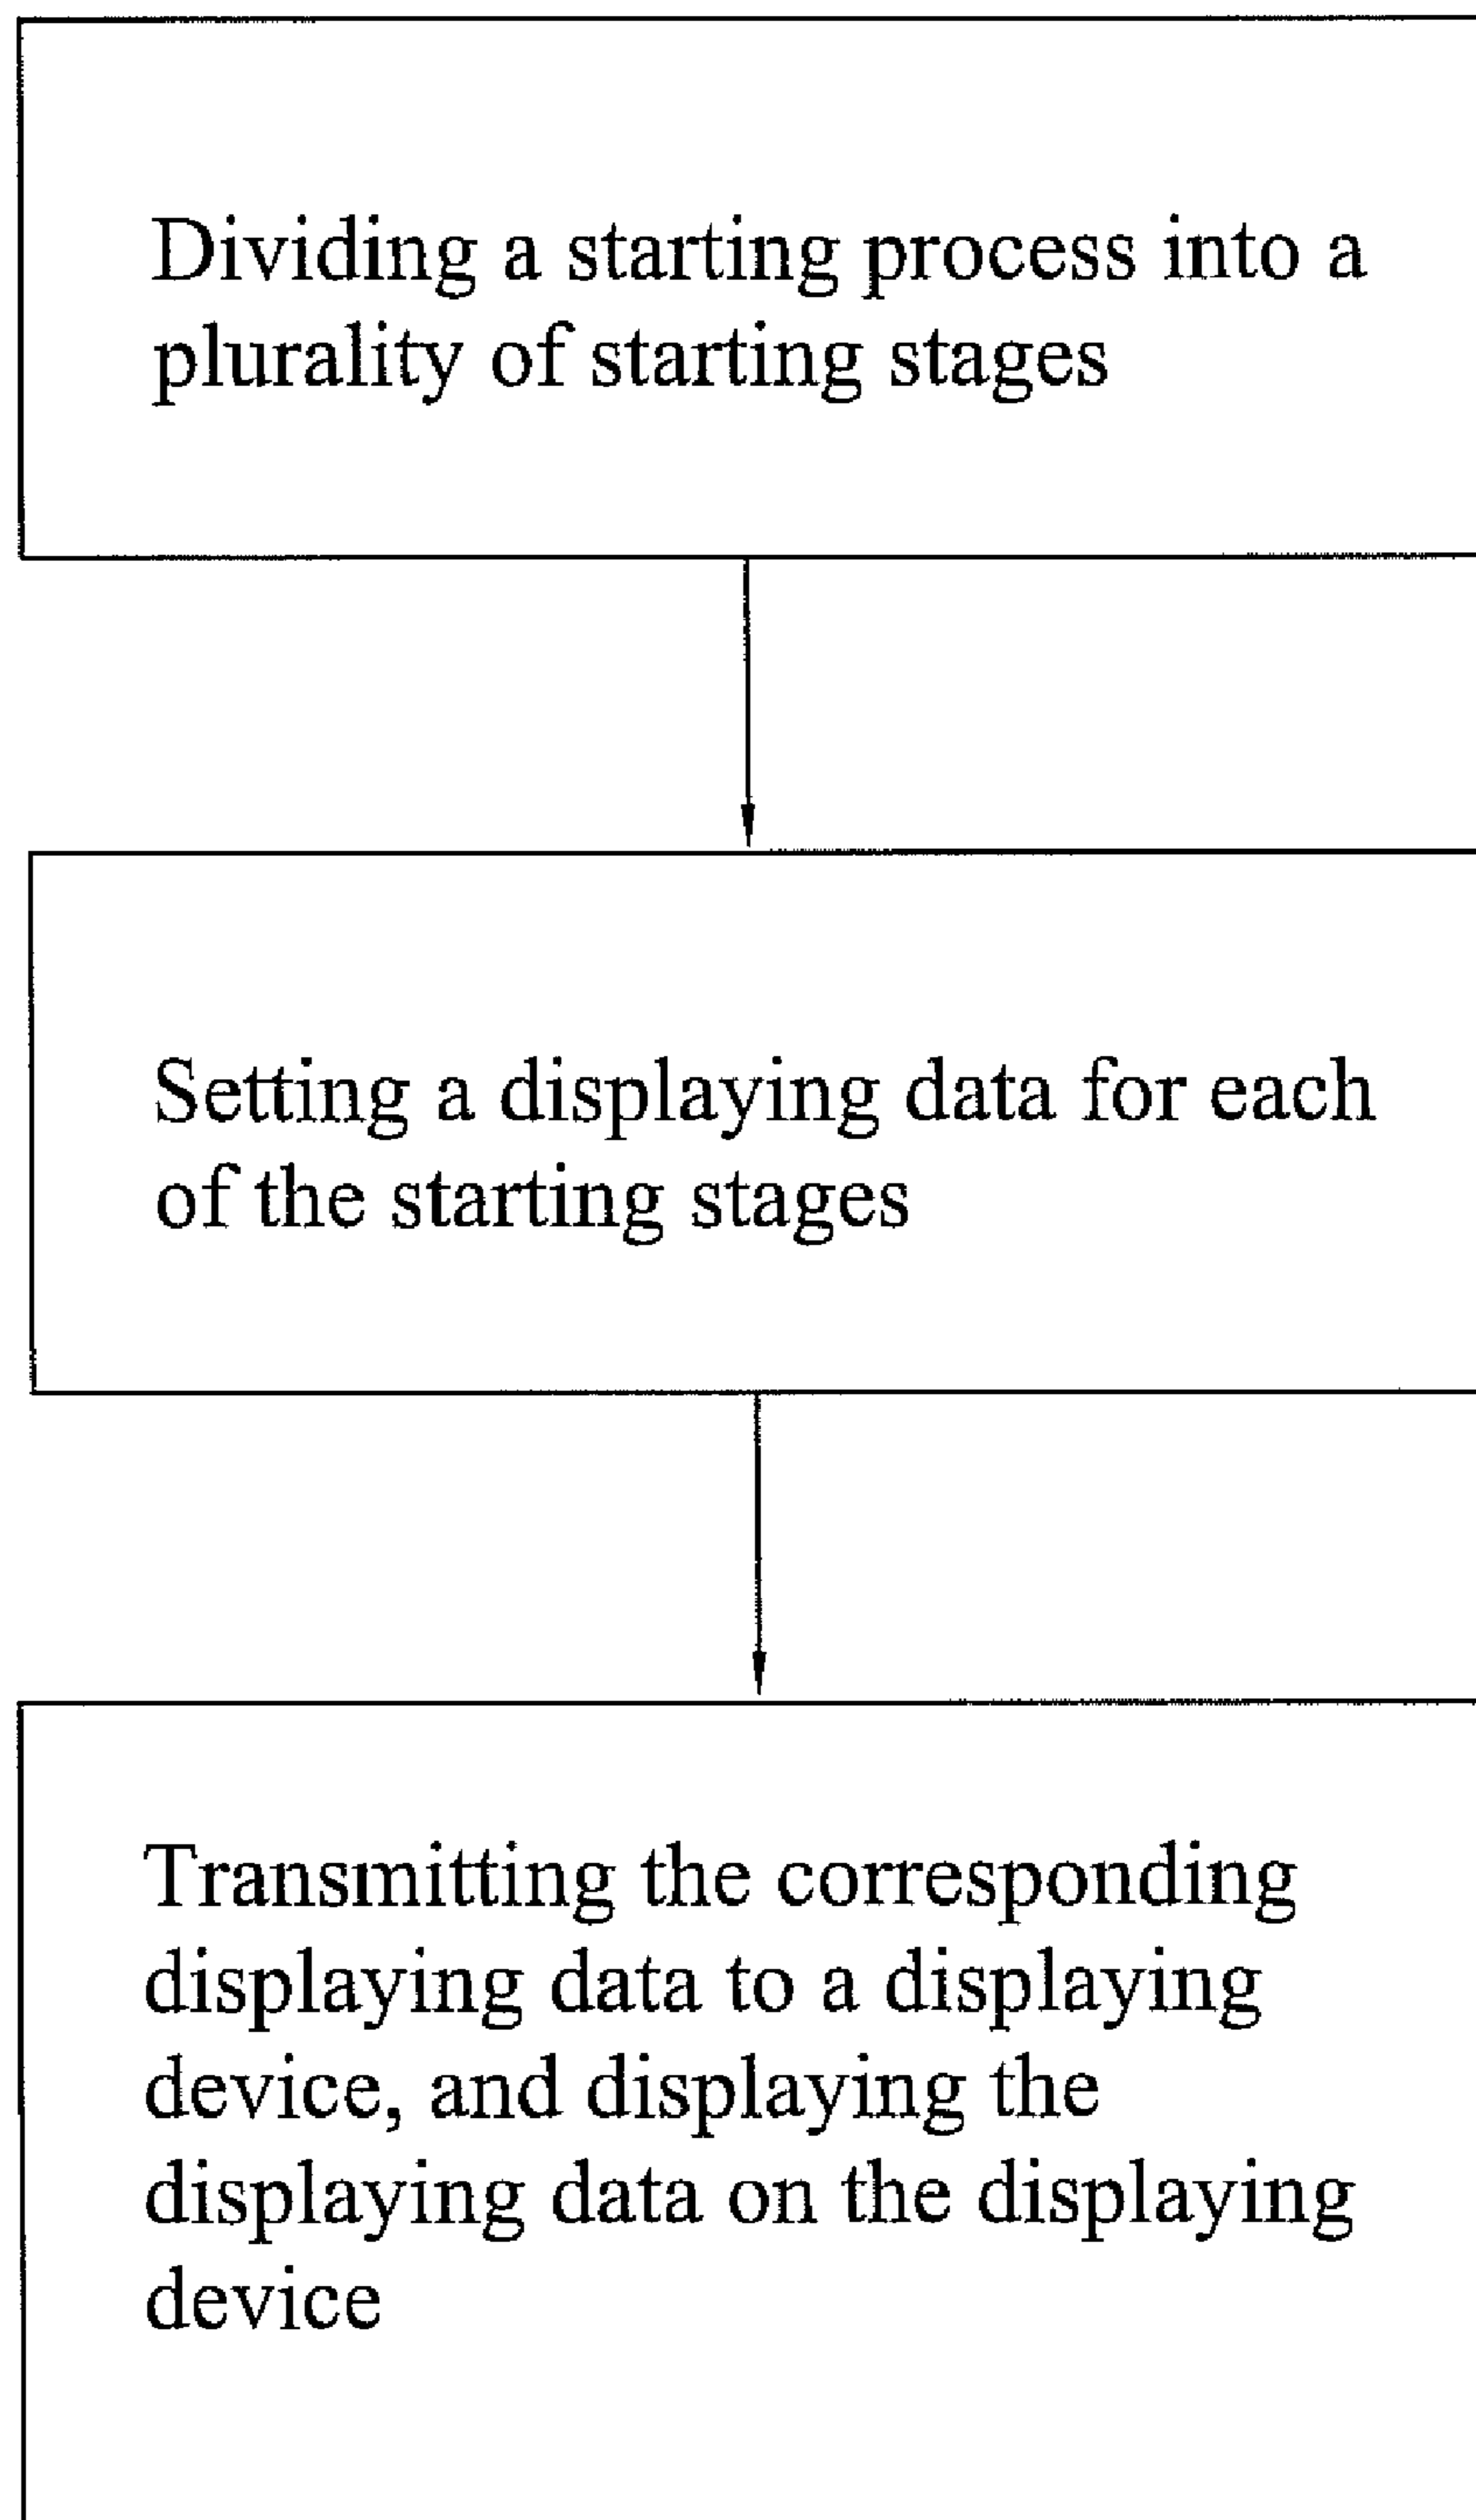 Dividing a starting process into a
plurality of starting stages
Setting a displaying data for each
of the starting stages
Transmitting the corresponding
displaying data to a displaying
device, and displaying the
displaying data on the displaying
device